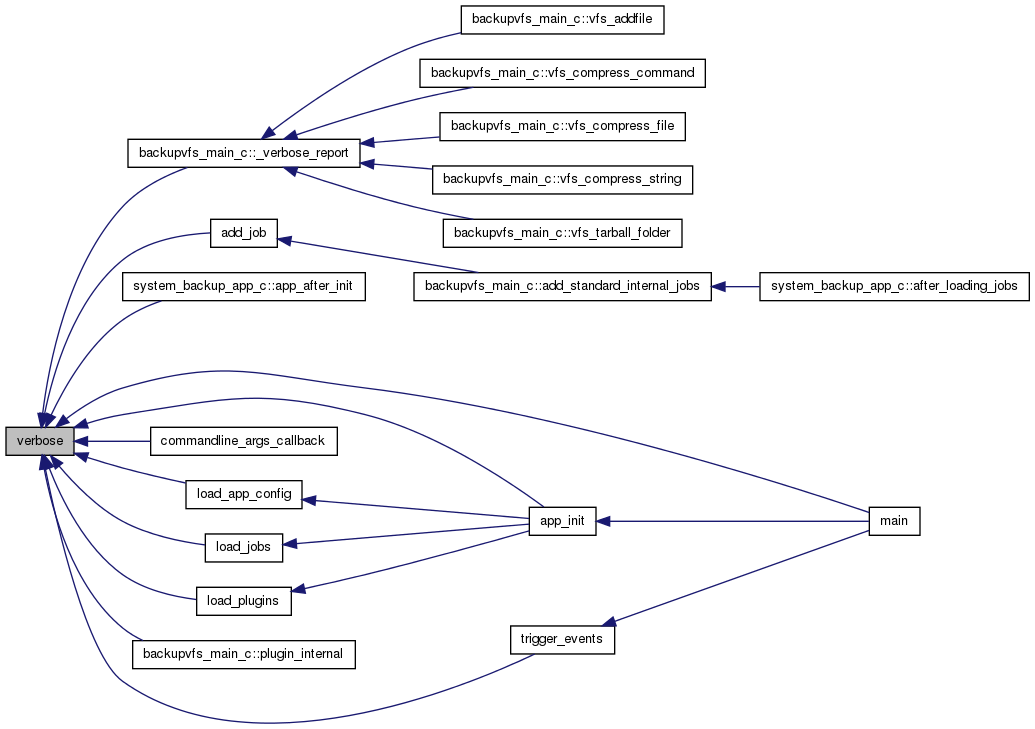 backupvfs_main_c::vfs_addfile
backupvfs_main_c::vfs_compress_command
backupvfs_main_c::vfs_compress_file
backupvfs_main_c::_verbose_report
backupvfs_main_c::vfs_compress_string
add_job
backupvfs_main_c::vfs_tarball_folder
system_backup_app_c::app_after_init
backupvfs_main_c::add_standard_internal_jobs
system_backup_app_c::after_loading_jobs
verbose
commandline_args_callback
load_app_config
app_init
main
load_jobs
load_plugins
trigger_events
backupvfs_main_c::plugin_internal